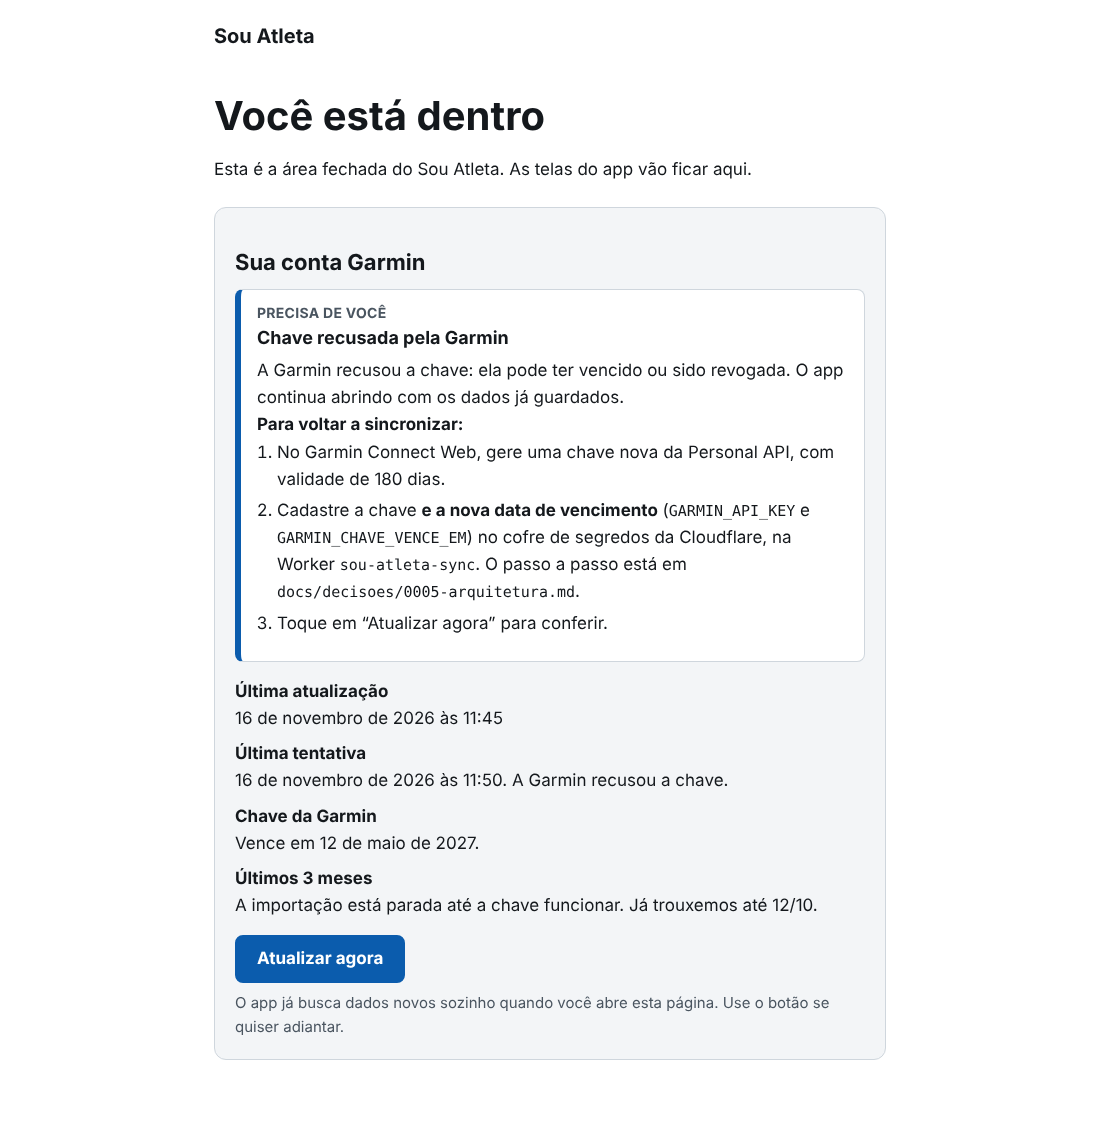 Sou Atleta
Você está dentro
Esta é a área fechada do Sou Atleta. As telas do app vão ficar aqui.
Sua conta Garmin
PRECISA DE VOCÊ
Chave recusada pela Garmin
A Garmin recusou a chave: ela pode ter vencido ou sido revogada. O app
continua abrindo com os dados já guardados.
Para voltar a sincronizar:
1. No Garmin Connect Web, gere uma chave nova da Personal API, com
validade de 180 dias.
2. Cadastre a chave e a nova data de vencimento (GARMIN_API_KEY e
GARMIN_CHAVE_VENCE_EM) no cofre de segredos da Cloudflare, na
Worker sou-atleta-sync. O passo a passo está em
docs/decisoes/0005-arquitetura.md.
3. Toque em “Atualizar agora” para conferir.
Última atualização
16 de novembro de 2026 às 11:45
Última tentativa
16 de novembro de 2026 às 11:50. A Garmin recusou a chave.
Chave da Garmin
Vence em 12 de maio de 2027.
Últimos 3 meses
A importação está parada até a chave funcionar. Já trouxemos até 12/10.
Atualizar agora
O app já busca dados novos sozinho quando você abre esta página. Use o botão se
quiser adiantar.